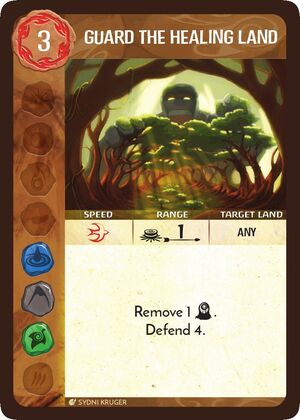 3 GUARD THE HEALING LAND
SPEED RANGE TARGET LAND
1 ANY
Remove 1 .
Defend 4.
SYDNI KRUGER